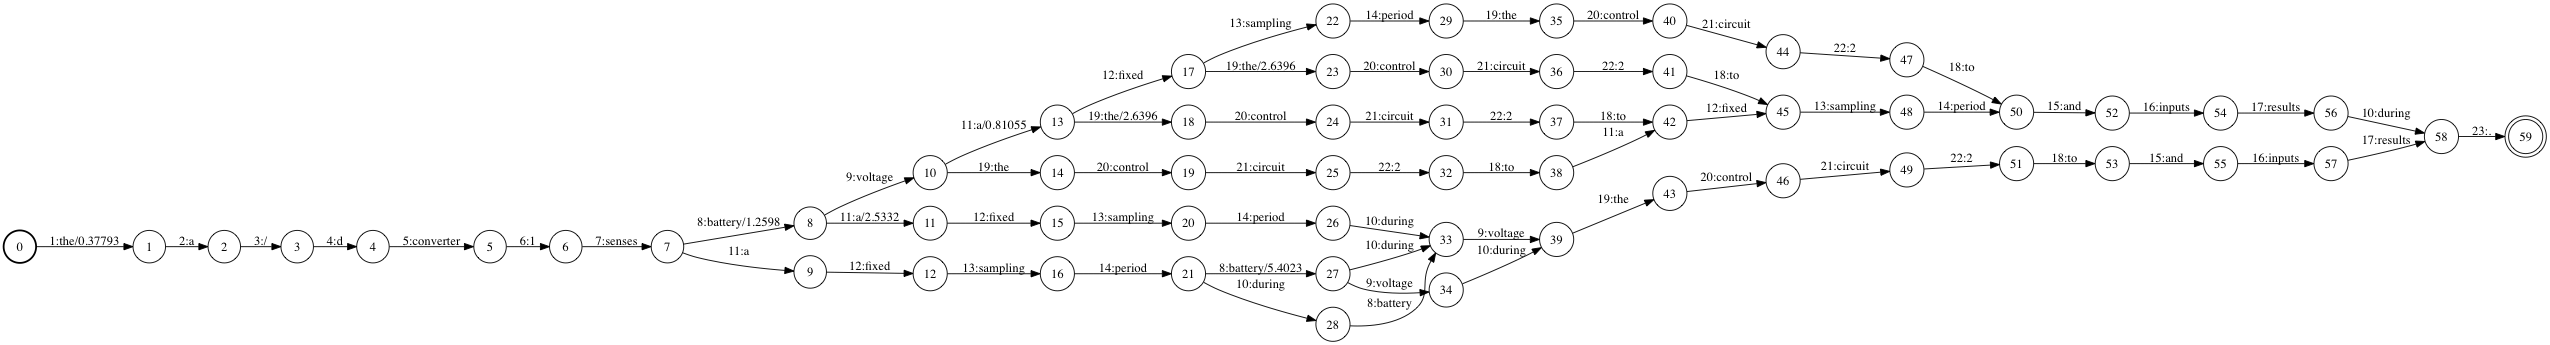 13:sampling 22 14:period 29 19:the 35 20:control 40 21:circuit 44 22:2 47 18:to
12:fixed 17 19:the/2.6396 23 20:control 30 21:circuit 36 22:2 41 18:to
11:a/0.81055 13 19:the/2.6396 18 20:control 24 21:circuit 31 22:2 37 18:to 42 12:fixed 45 13:sampling 48 14:period 50 15:and 52 16:inputs 54 17:results 56 10:during 58 23:. 59
9:voltage 10 19:the 14 20:control 19 21:circuit 25 22:2 32 18:to 38 11:a
19:the 43 20:control 46 21:circuit 49 22:2 51 18:to 53 15:and 55 16:inputs 57 17:results
8:battery/1.2598 8 11:a/2.5332 11 12:fixed 15 13:sampling 20 14:period 26 10:during 33 9:voltage 39
0 1:the/0.37793 1 2:a 2 3:/ 3 4:d 4 5:converter 5 6:1 6 7:senses 7
11:a 9 12:fixed 12 13:sampling 16 14:period 21 8:battery/5.4023 27 10:during 9:voltage 34 10:during
10:during 28 8:battery